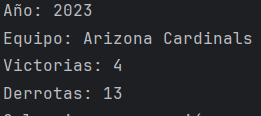 Año: 2023
Equipo: Arizona Cardinals
Victorias: 4
Derrotas: 13